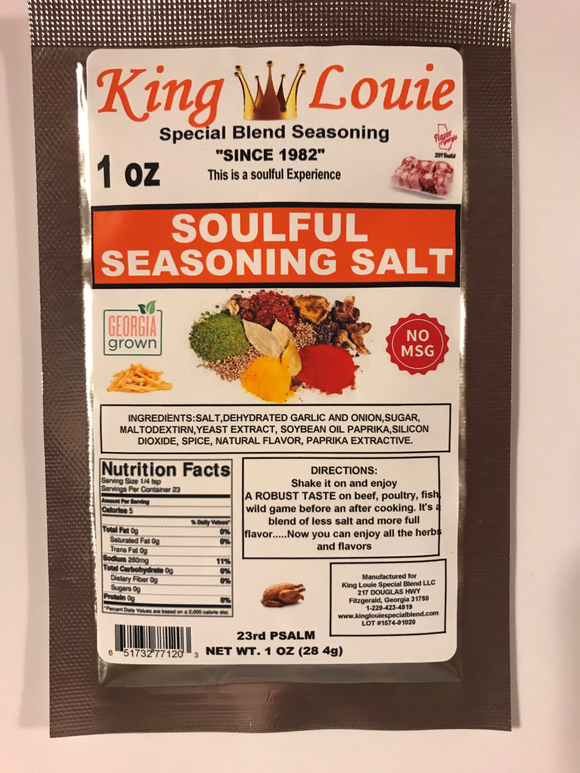 King Louie
Special Blend Seasoning
"SINCE 1982"
1 oz
This is a soulful Experience
Flavor
of Georgia
2019 finalist
SOULFUL
SEASONING SALT
GEORGIA
grown
NO
MSG
INGREDIENTS:SALT,DEHYDRATED GARLIC AND ONION,SUGAR,
MALTODEXTIRN,YEAST EXTRACT, SOYBEAN OIL PAPRIKA,SILICON
DIOXIDE, SPICE, NATURAL FLAVOR, PAPRIKA EXTRACTIVE.
Nutrition Facts
Serving Size 1/4 tsp
Servings Per Container 23
Amount Per Serving
Calories 5
% Daily Values*
Total Fat 0g 0%
Saturated Fat 0g 0%
Trans Fat 0g
Sodium 260mg 11%
Total Carbohydrate 0g 0%
Dietary Fiber 0g 0%
Sugars 0g
Protein 0g 0%
*Percent Daily Values are based on a 2,000 calorie diet.
DIRECTIONS:
Shake it on and enjoy
A ROBUST TASTE on beef, poultry, fish,
wild game before an after cooking. It's a
blend of less salt and more full
flavor.....Now you can enjoy all the herbs
and flavors
Manufactured for
King Louie Special Blend LLC
217 DOUGLAS HWY
Fitzgerald, Georgia 31750
1-229-423-4919
www.kinglouiespecialblend.com
LOT #1574-91020
6 51732 77120 3
23rd PSALM
NET WT. 1 OZ (28 4g)